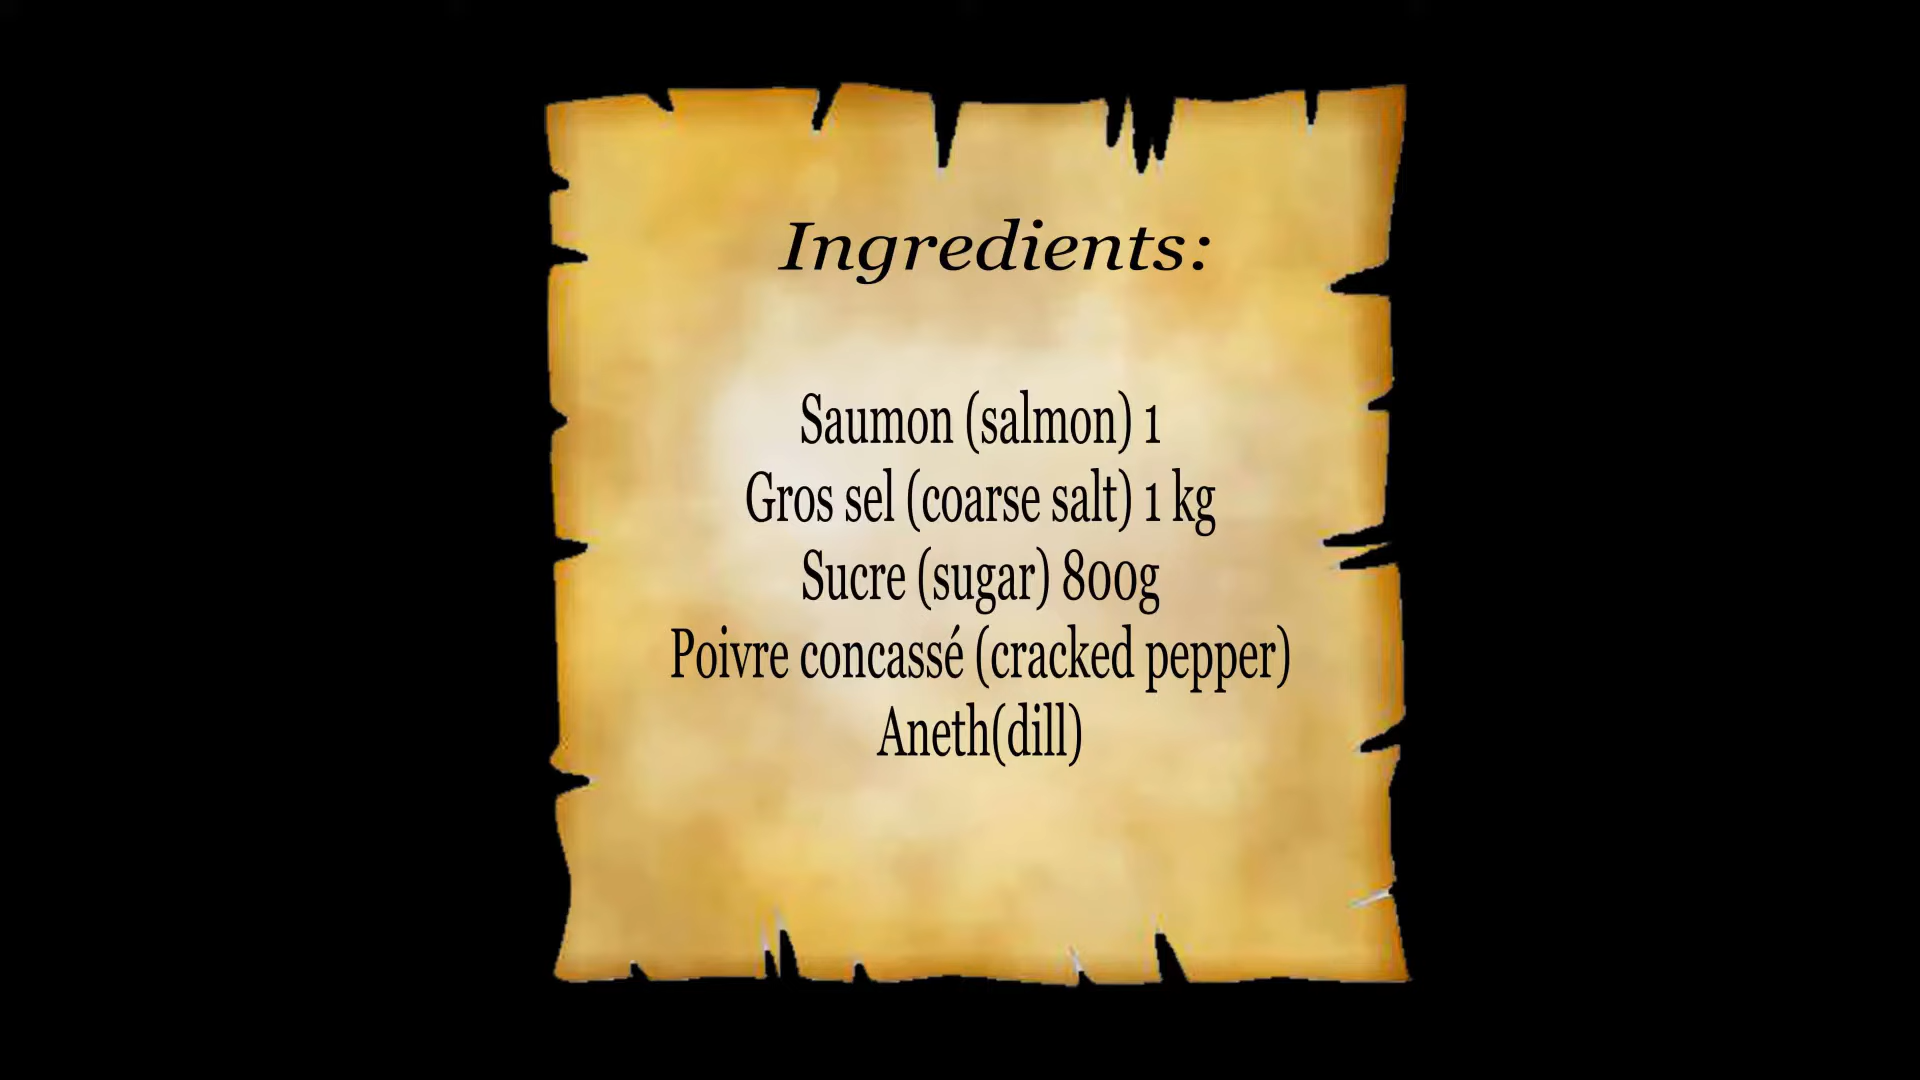 Ingredients:
Saumon (salmon) 1
Gros sel (coarse salt) 1 kg
Sucre (sugar) 800g
Poivre concassé (cracked pepper)
Aneth(dill)